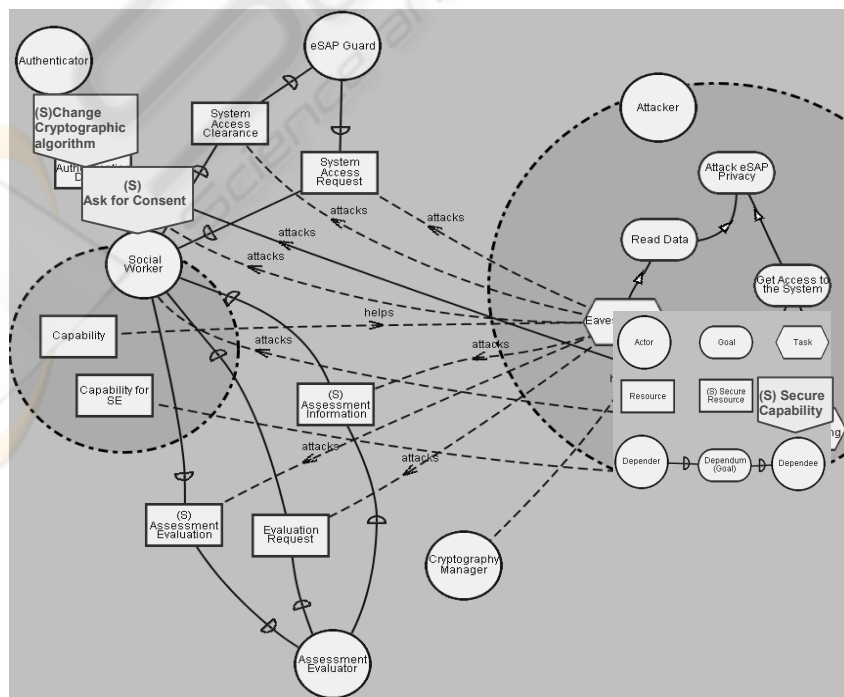 Authenticator
eSAP Guard
(S)Change
Cryptographic
algorithm
System
Access
Clearance
Attacker
(S)
Ask for Consent
System
Access
Request
Attack eSAP
Privacy
attacks
attacks
attacks
attacks
Social
Worker
Read Data
Get Access to
the System
Capability
helps
attacks
attacks
Capability for
SE
(S)
Assessment
Information
Actor
Goal
Task
Resource
(S) Secure
Resource
(S) Secure
Capability
attacks
attacks
Depender
Dependum
(Goal)
Dependee
(S)
Assessment
Evaluation
Evaluation
Request
Cryptography
Manager
Assessment
Evaluator
science and